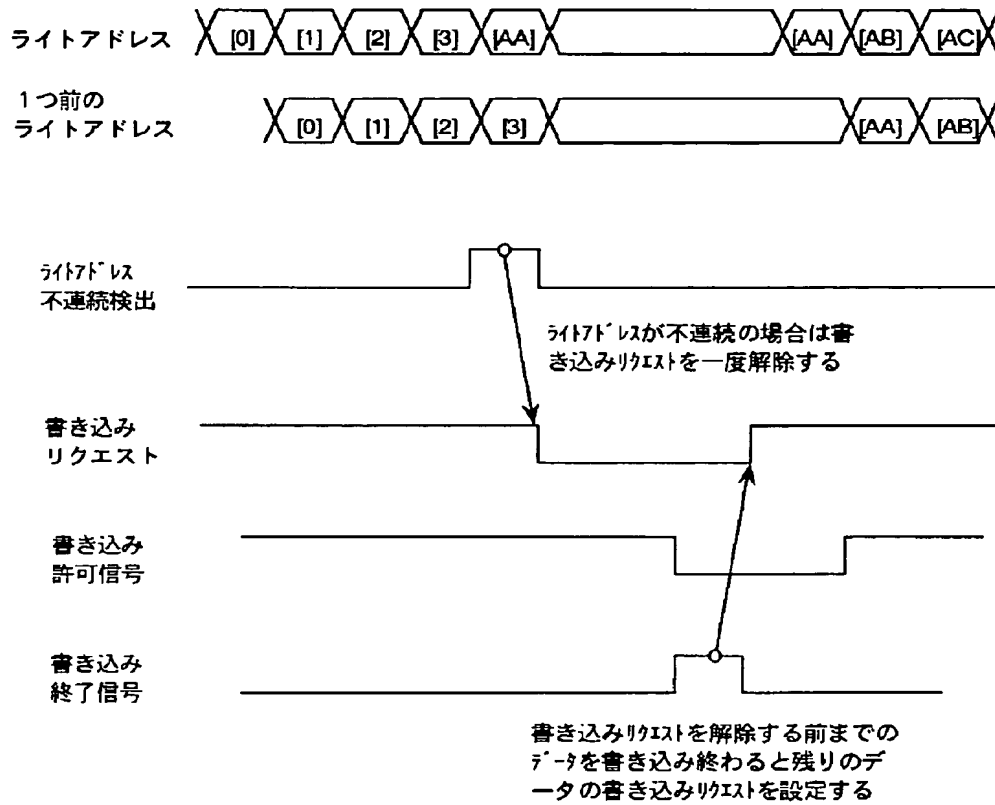 ライトアドレス [0] [1] [2] [3] [AA] [AA] [AB] [AC]
1つ前の
ライトアドレス [0] [1] [2] [3] [AA] [AB]
ﾗｲﾄｱﾄﾞﾚｽ
不連続検出
ﾗｲﾄｱﾄﾞﾚｽが不連続の場合は書
き込みﾘｸｴｽﾄを一度解除する
書き込み
リクエスト
書き込み
許可信号
書き込み
終了信号
書き込みﾘｸｴｽﾄを解除する前までの
ﾃﾞｰﾀを書き込み終わると残りのデ
ータの書き込みﾘｸｴｽﾄを設定する